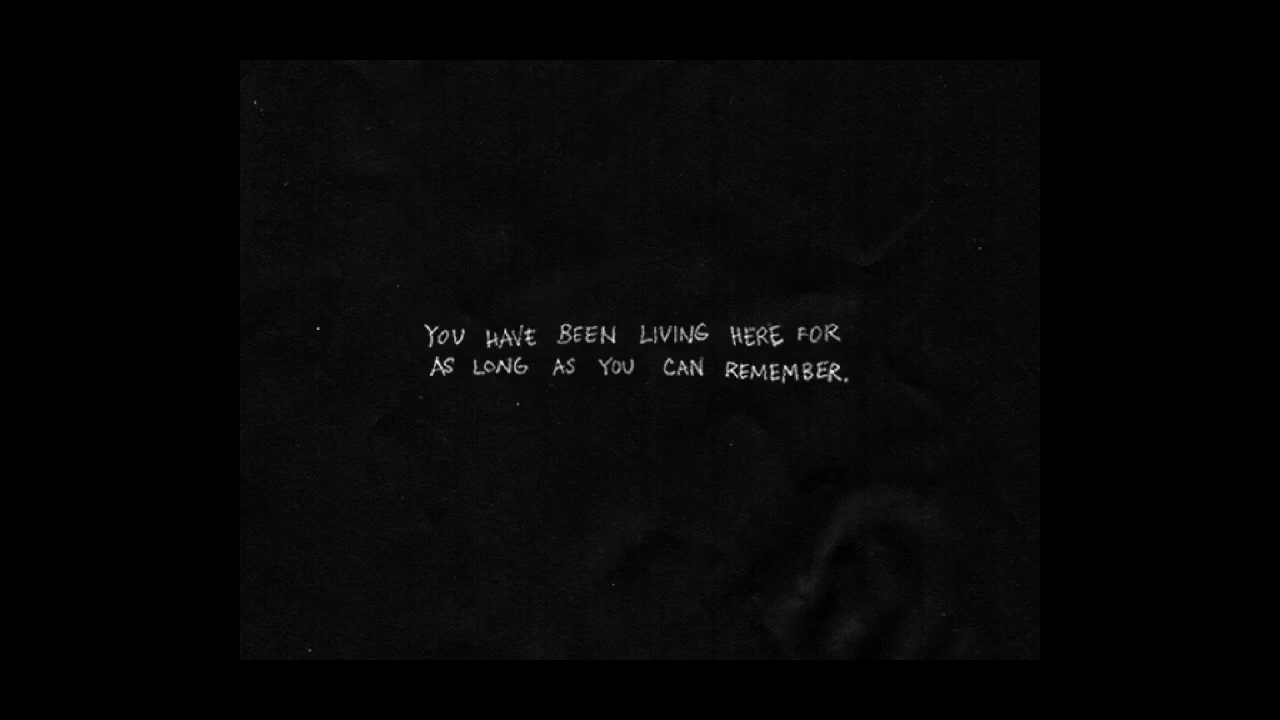 YOU HAVE BEEN LIVING HERE FOR
AS LONG AS YOU CAN REMEMBER.